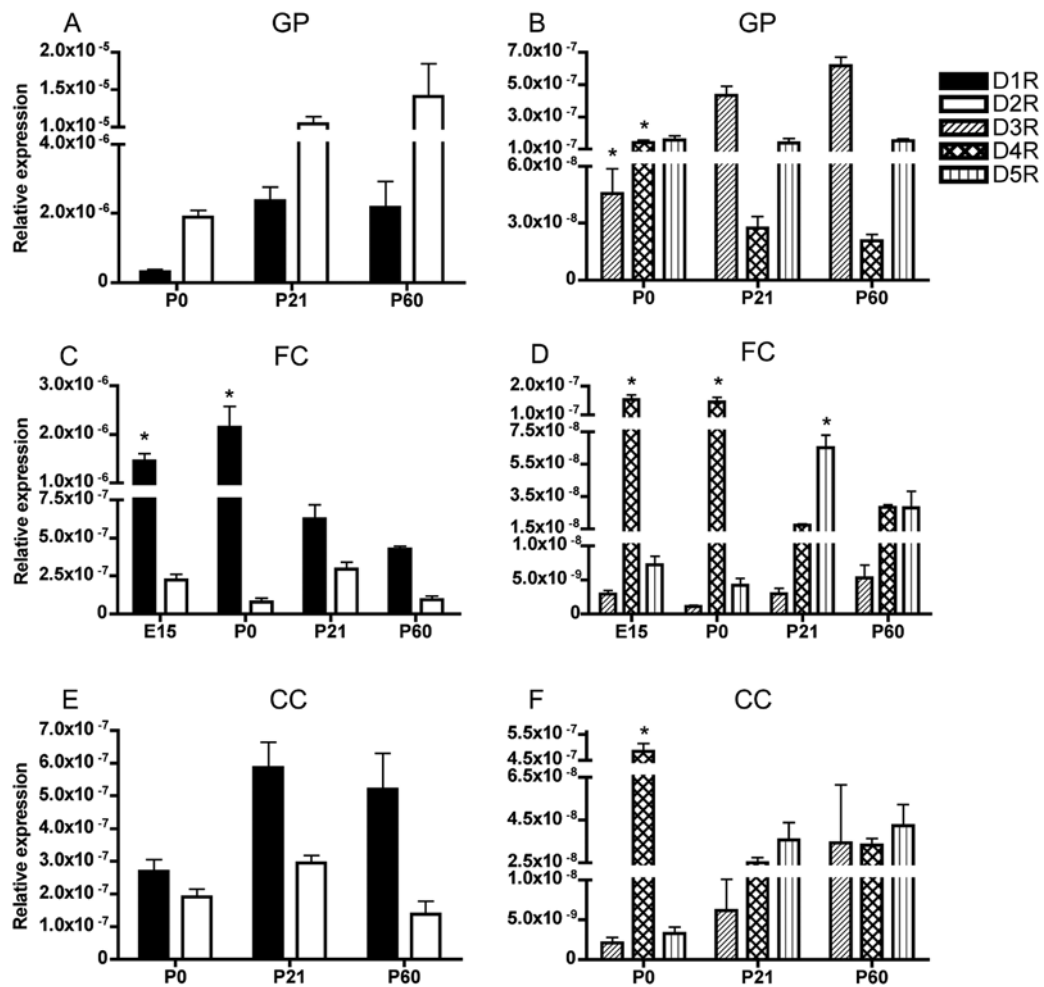 A GP
Relative expression
2.0x10 -5
1.5x10 -5
1.0x10 -5
4.0x10 -6
2.0x10 -6
0
P0 P21 P60
B GP
7.0x10 -7
5.0x10 -7
3.0x10 -7
1.0x10 -7
6.0x10 -8
3.0x10 -8
0
* *
P0 P21 P60
D1R
D2R
D3R
D4R
D5R
C FC
Relative expression
3.0x10 -6
2.0x10 -6
1.0x10 -6
7.5x10 -7
5.0x10 -7
2.5x10 -7
0
* *
E15 P0 P21 P60
D FC
2.0x10 -7
1.0x10 -7
7.5x10 -8
5.5x10 -8
3.5x10 -8
1.5x10 -8
1.0x10 -8
5.0x10 -9
0
* * *
E15 P0 P21 P60
E CC
Relative expression
7.0x10 -7
6.0x10 -7
5.0x10 -7
4.0x10 -7
3.0x10 -7
2.0x10 -7
1.0x10 -7
0
P0 P21 P60
F CC
5.5x10 -7
4.5x10 -7
6.5x10 -8
4.5x10 -8
2.5x10 -8
1.0x10 -8
5.0x10 -9
0
*
P0 P21 P60